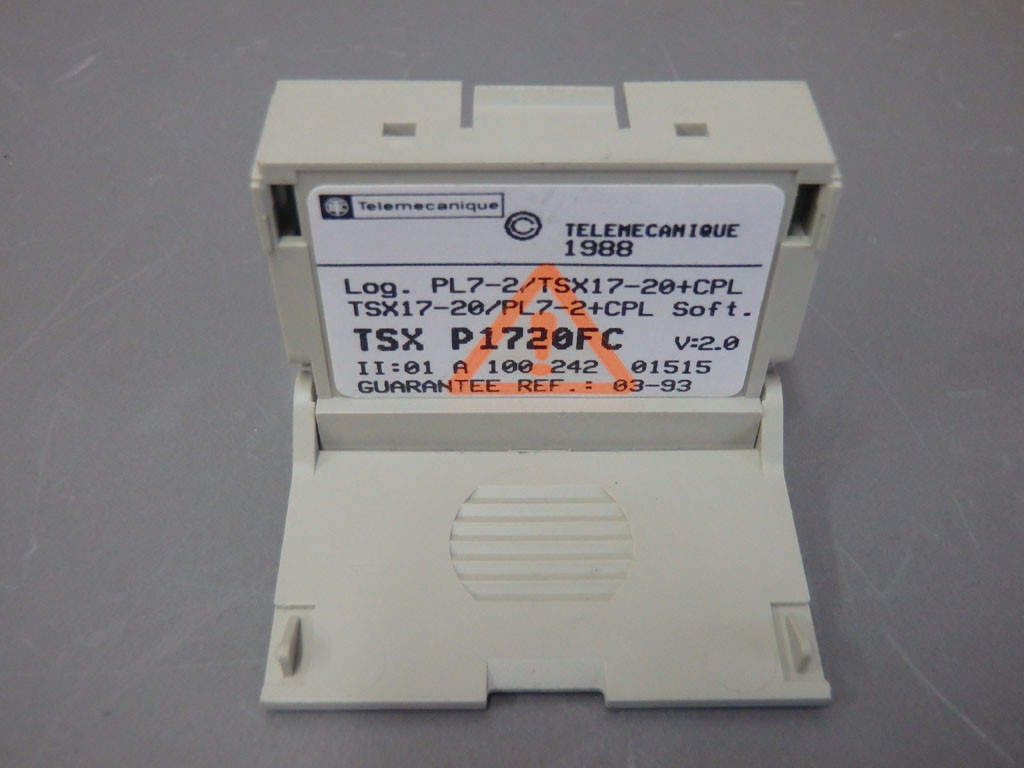 Telemecanique
© TELEMECANIQUE
1988
Log. PL7-2/TSX17-20+CPL
TSX17-20/PL7-2+CPL Soft.
TSX P1720FC V:2.0
II:01 A 100 242 01515
GUARANTEE REF.: 03-93